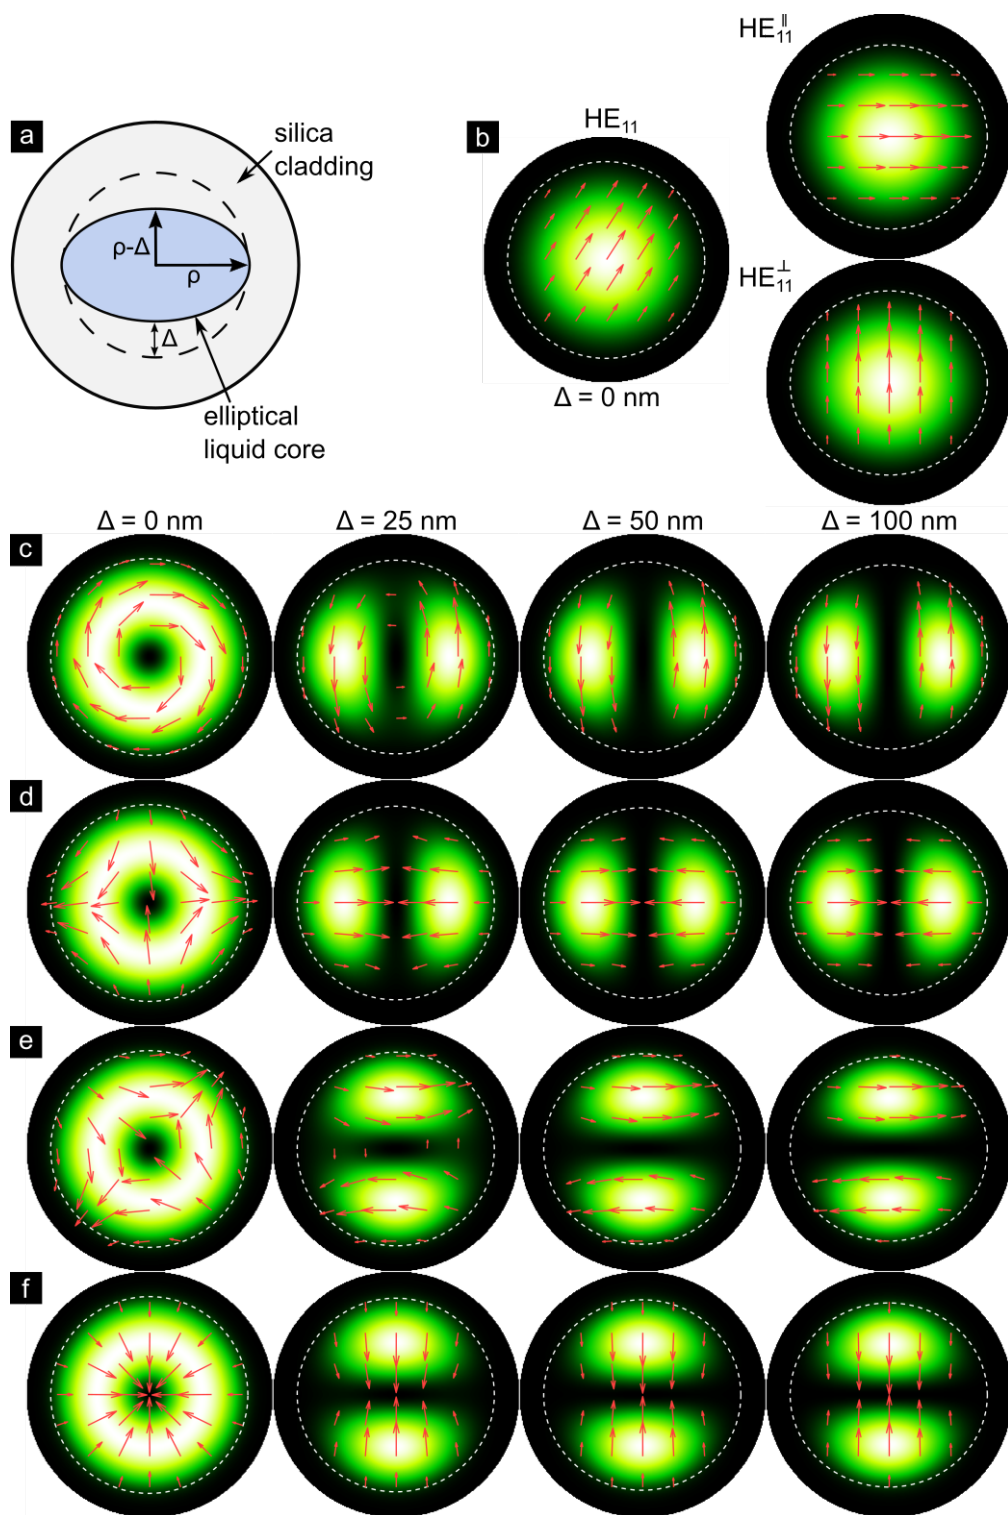 a
silica
cladding
ρ-Δ
ρ
Δ
elliptical
liquid core
b
HE₁₁
Δ = 0 nm
HE₁₁^∥
HE₁₁^⊥
Δ = 0 nm
Δ = 25 nm
Δ = 50 nm
Δ = 100 nm
c
d
e
f